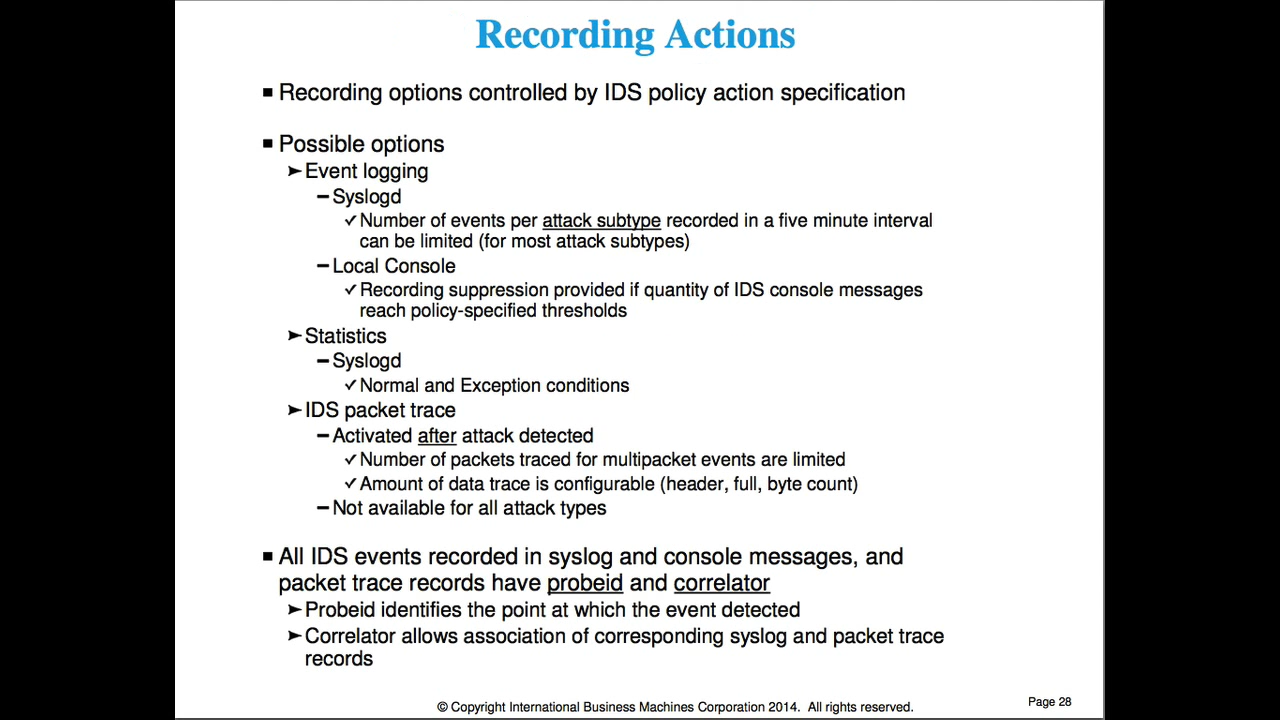 Recording Actions
■ Recording options controlled by IDS policy action specification
■ Possible options
➤ Event logging
– Syslogd
✓ Number of events per attack subtype recorded in a five minute interval
can be limited (for most attack subtypes)
– Local Console
✓ Recording suppression provided if quantity of IDS console messages
reach policy-specified thresholds
➤ Statistics
– Syslogd
✓ Normal and Exception conditions
➤ IDS packet trace
– Activated after attack detected
✓ Number of packets traced for multipacket events are limited
✓ Amount of data trace is configurable (header, full, byte count)
– Not available for all attack types
■ All IDS events recorded in syslog and console messages, and
packet trace records have probeid and correlator
➤ Probeid identifies the point at which the event detected
➤ Correlator allows association of corresponding syslog and packet trace
records
© Copyright International Business Machines Corporation 2014. All rights reserved.
Page 28